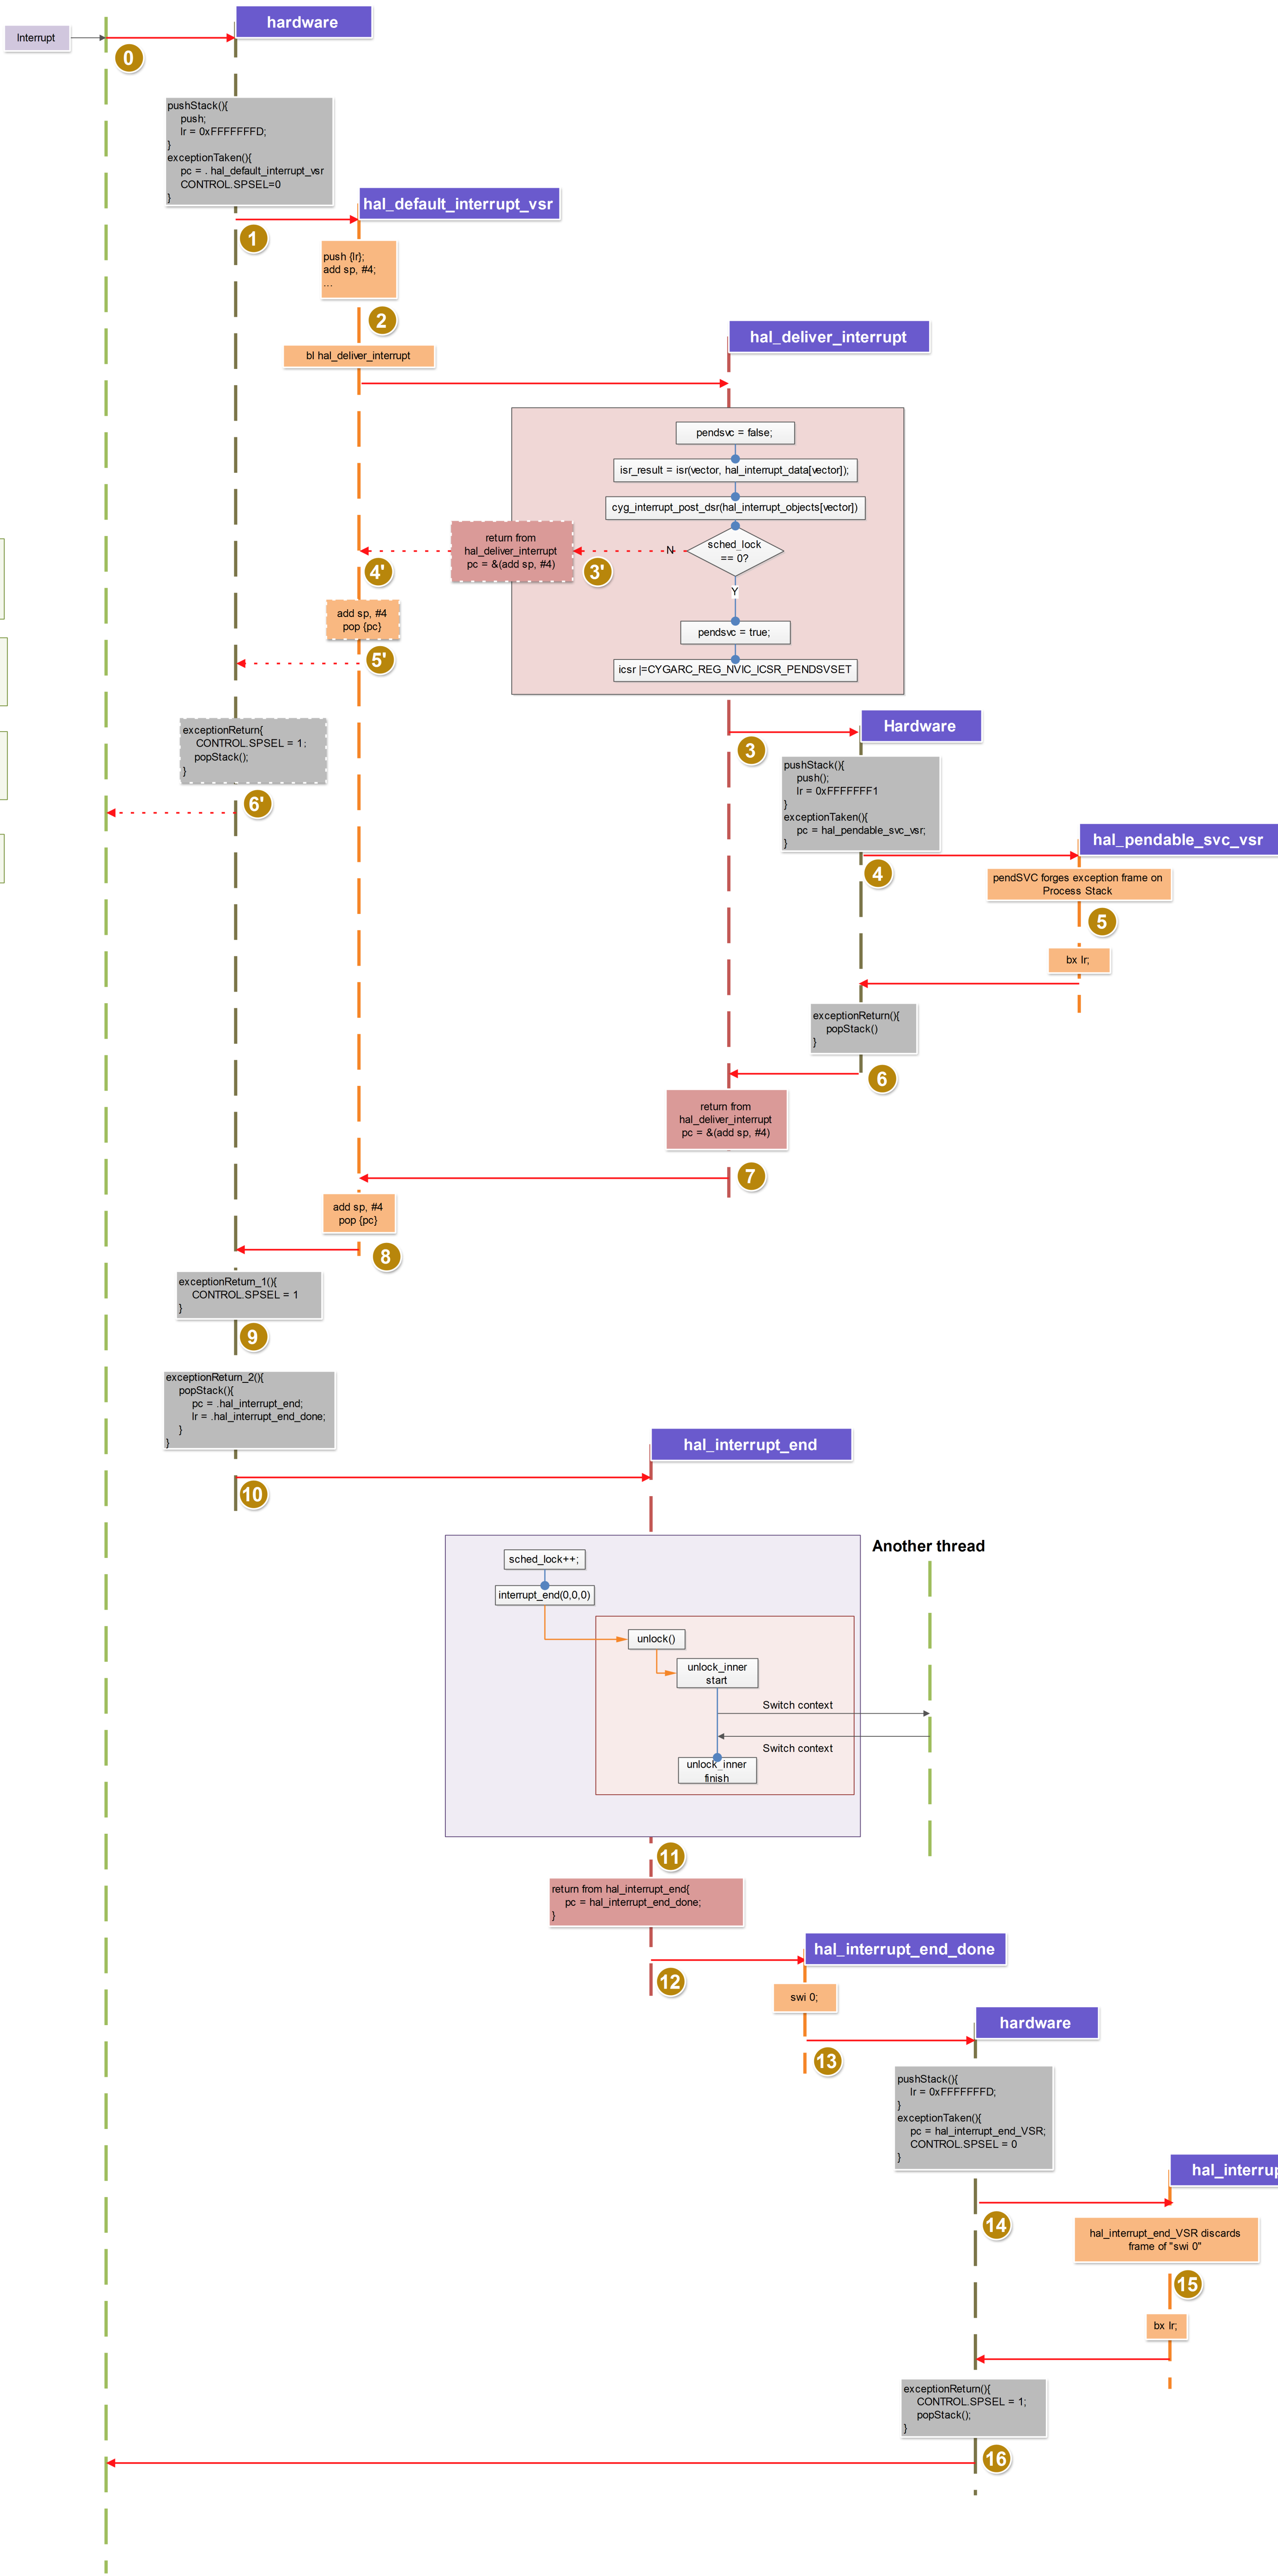 hardware
Interrupt
0
pushStack(){
push;
lr = 0xFFFFFFFD;
}
exceptionTaken(){
pc = . hal_default_interrupt_vsr
CONTROL.SPSEL=0
}
hal_default_interrupt_vsr
1
push {lr};
add sp, #4;
...
2
hal_deliver_interrupt
bl hal_deliver_interrupt
pendsvc = false;
isr_result = isr(vector, hal_interrupt_data[vector]);
cyg_interrupt_post_dsr(hal_interrupt_objects[vector])
sched_lock
== 0?
N
return from
hal_deliver_interrupt
pc = &(add sp, #4)
3'
4'
Y
add sp, #4
pop {pc}
5'
pendsvc = true;
icsr |=CYGARC_REG_NVIC_ICSR_PENDSVSET
exceptionReturn{
CONTROL.SPSEL = 1;
popStack();
}
6'
Hardware
3
pushStack(){
push();
lr = 0xFFFFFFF1
}
exceptionTaken(){
pc = hal_pendable_svc_vsr;
}
hal_pendable_svc_vsr
4
pendSVC forges exception frame on
Process Stack
5
bx lr;
exceptionReturn(){
popStack()
}
6
return from
hal_deliver_interrupt
pc = &(add sp, #4)
7
add sp, #4
pop {pc}
8
exceptionReturn_1(){
CONTROL.SPSEL = 1
}
9
exceptionReturn_2(){
popStack(){
pc = .hal_interrupt_end;
lr = .hal_interrupt_end_done;
}
}
hal_interrupt_end
10
Another thread
sched_lock++;
interrupt_end(0,0,0)
unlock()
unlock_inner
start
Switch context
Switch context
unlock_inner
finish
11
return from hal_interrupt_end{
pc = hal_interrupt_end_done;
}
hal_interrupt_end_done
12
swi 0;
hardware
13
pushStack(){
lr = 0xFFFFFFFD;
}
exceptionTaken(){
pc = hal_interrupt_end_VSR;
CONTROL.SPSEL = 0
}
14
hal_interrup
hal_interrupt_end_VSR discards
frame of "swi 0"
15
bx lr;
exceptionReturn(){
CONTROL.SPSEL = 1;
popStack();
}
16